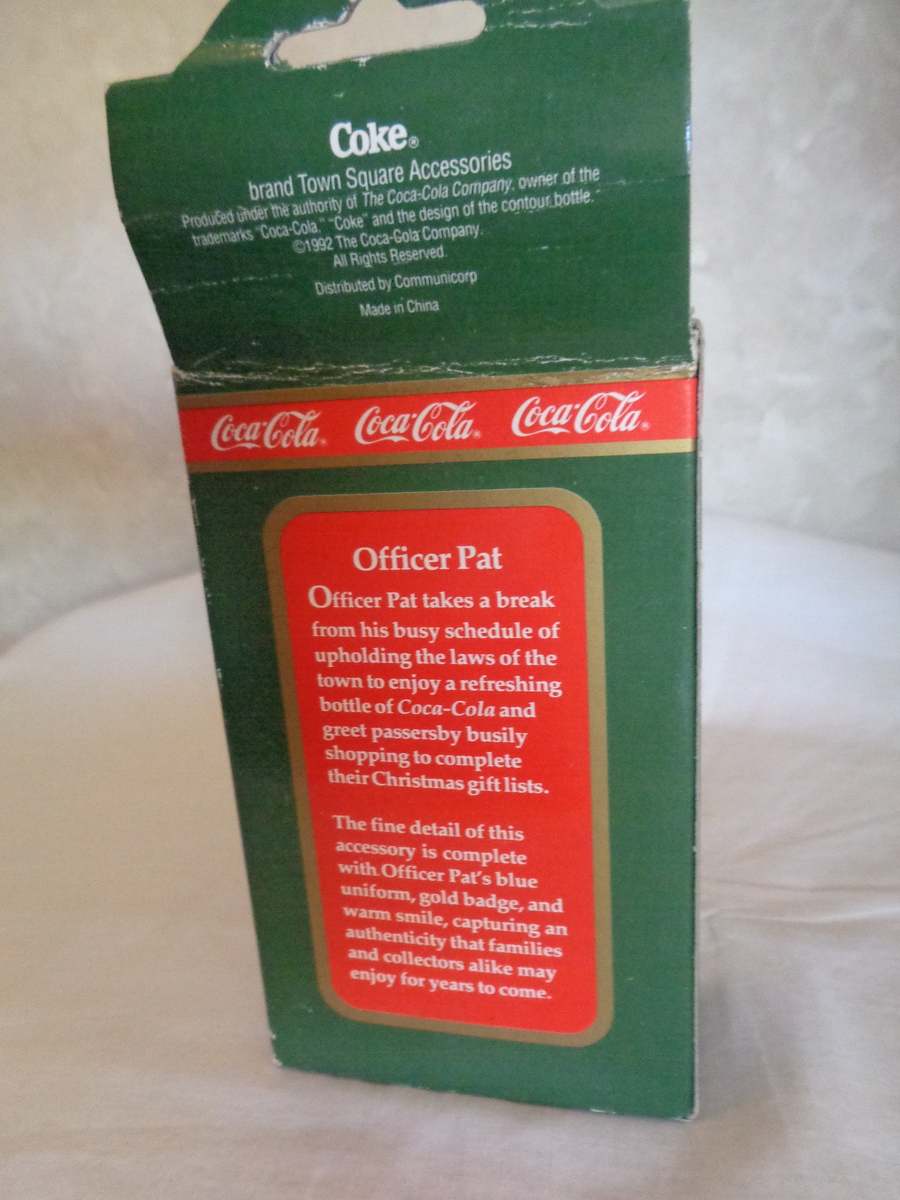 Coke®
brand Town Square Accessories
Produced under the authority of The Coca-Cola Company, owner of the
trademarks "Coca-Cola," "Coke" and the design of the contour bottle.
©1992 The Coca-Cola Company.
All Rights Reserved.
Distributed by Communicorp
Made in China
Coca-Cola® Coca-Cola® Coca-Cola®
Officer Pat
Officer Pat takes a break
from his busy schedule of
upholding the laws of the
town to enjoy a refreshing
bottle of Coca-Cola and
greet passersby busily
shopping to complete
their Christmas gift lists.
The fine detail of this
accessory is complete
with Officer Pat's blue
uniform, gold badge, and
warm smile, capturing an
authenticity that families
and collectors alike may
enjoy for years to come.